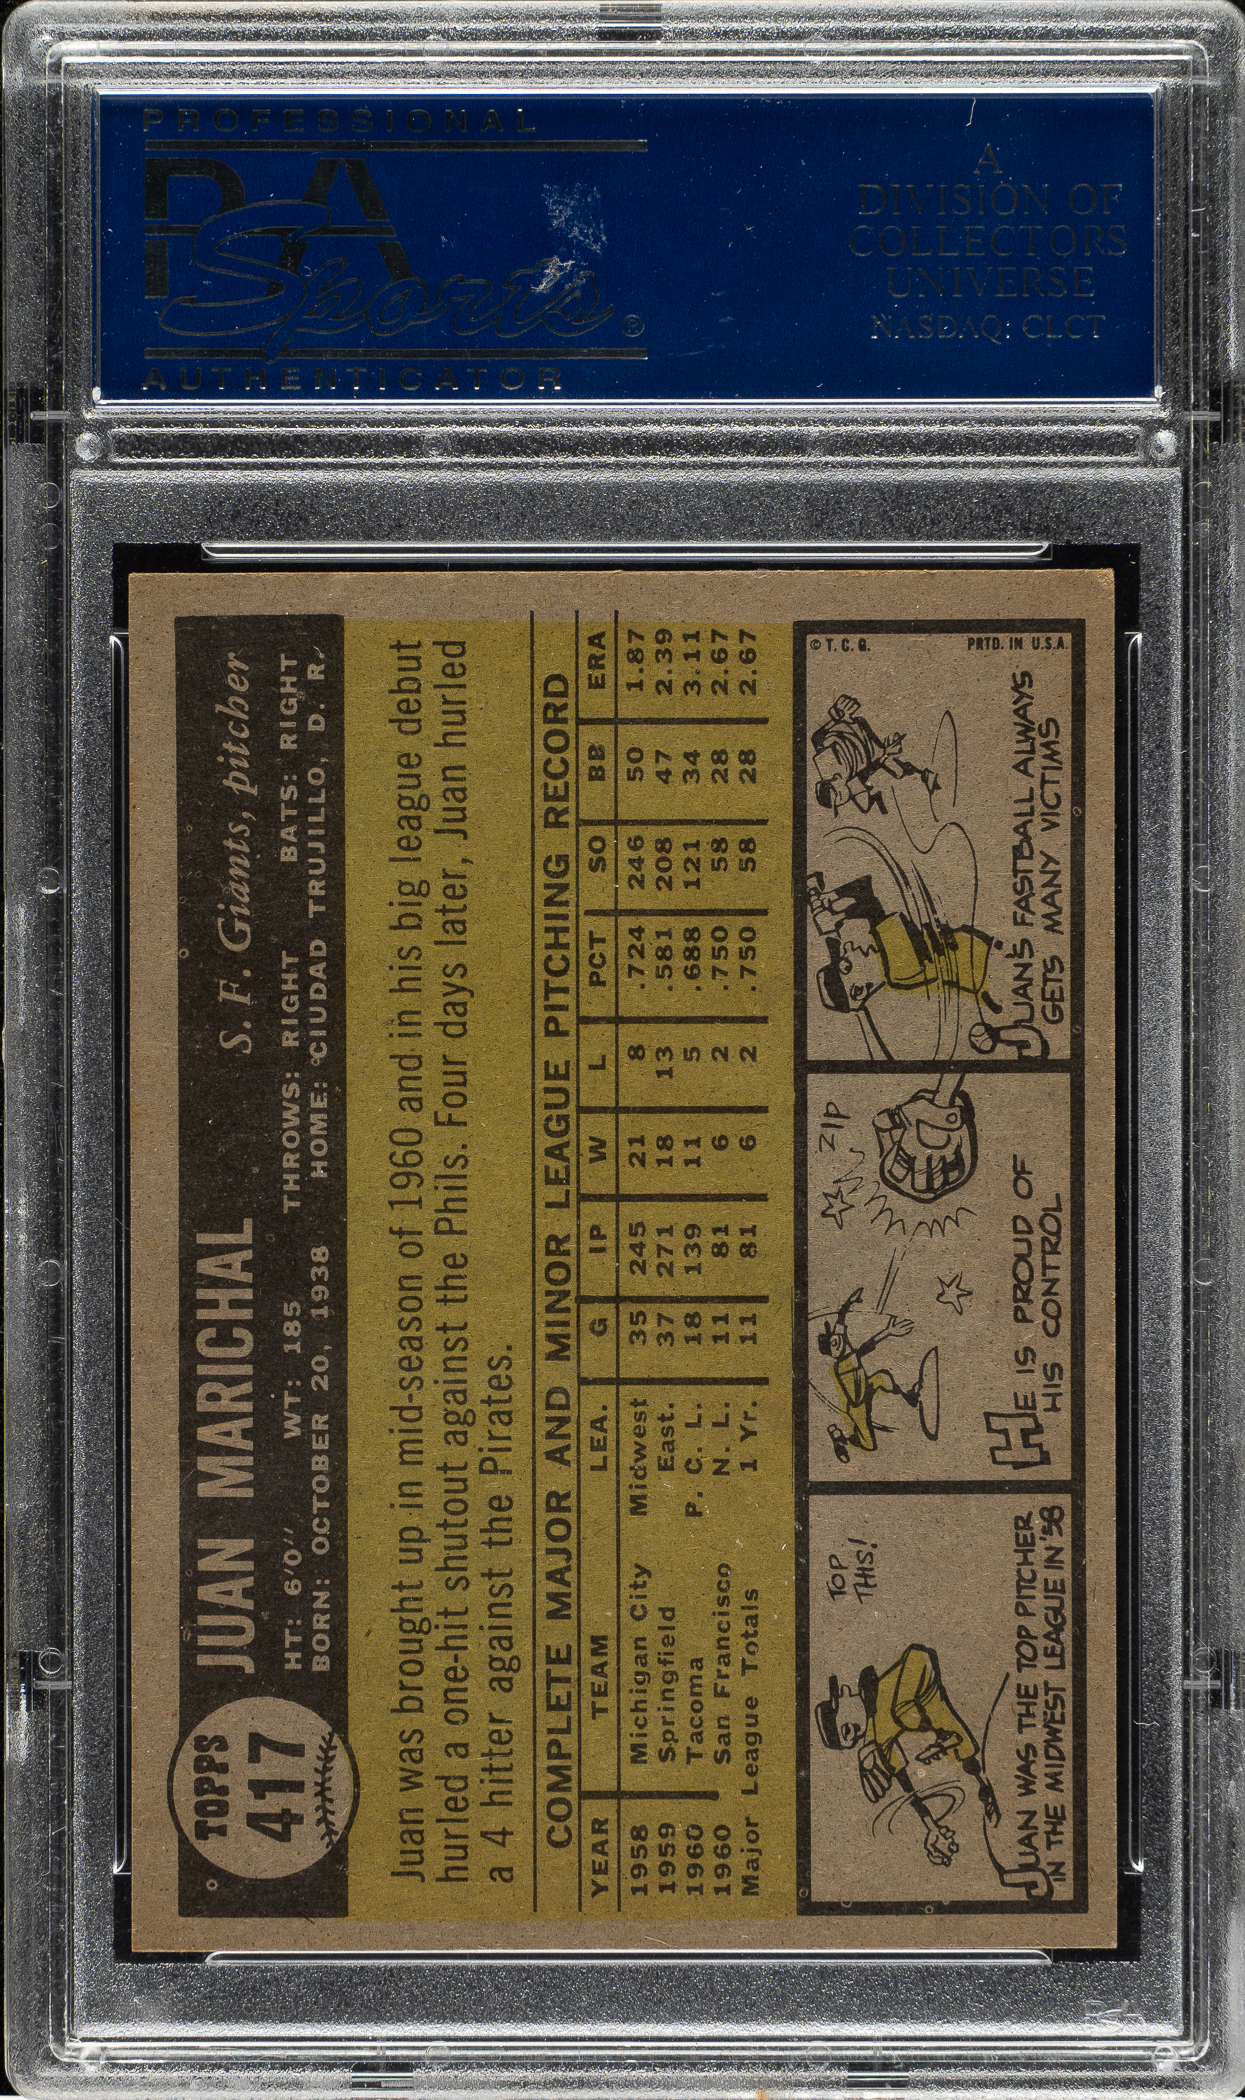 PROFESSIONAL
PSA
Sports ®
AUTHENTICATOR
A
DIVISION OF
COLLECTORS
UNIVERSE
NASDAQ: CLCT
TOPPS
417
JUAN MARICHAL S. F. Giants, pitcher
HT: 6'0" WT: 185 THROWS: RIGHT BATS: RIGHT
BORN: OCTOBER 20, 1938 HOME: CIUDAD TRUJILLO, D. R.
Juan was brought up in mid-season of 1960 and in his big league debut
hurled a one-hit shutout against the Phils. Four days later, Juan hurled
a 4 hitter against the Pirates.
COMPLETE MAJOR AND MINOR LEAGUE PITCHING RECORD
YEAR TEAM LEA. G IP W L PCT SO BB ERA
1958 Michigan City Midwest 35 245 21 8 .724 246 50 1.87
1959 Springfield East. 37 271 18 13 .581 208 47 2.39
1960 Tacoma P. C. L. 18 139 11 5 .688 121 34 3.11
1960 San Francisco N. L. 11 81 6 2 .750 58 28 2.67
Major League Totals 1 Yr. 11 81 6 2 .750 58 28 2.67
TOP
THIS!
JUAN WAS THE TOP PITCHER
IN THE MIDWEST LEAGUE IN '58
ZIP
HE IS PROUD OF
HIS CONTROL
© T. C. G.
PRTD. IN U.S.A.
JUAN'S FASTBALL ALWAYS
GETS MANY VICTIMS